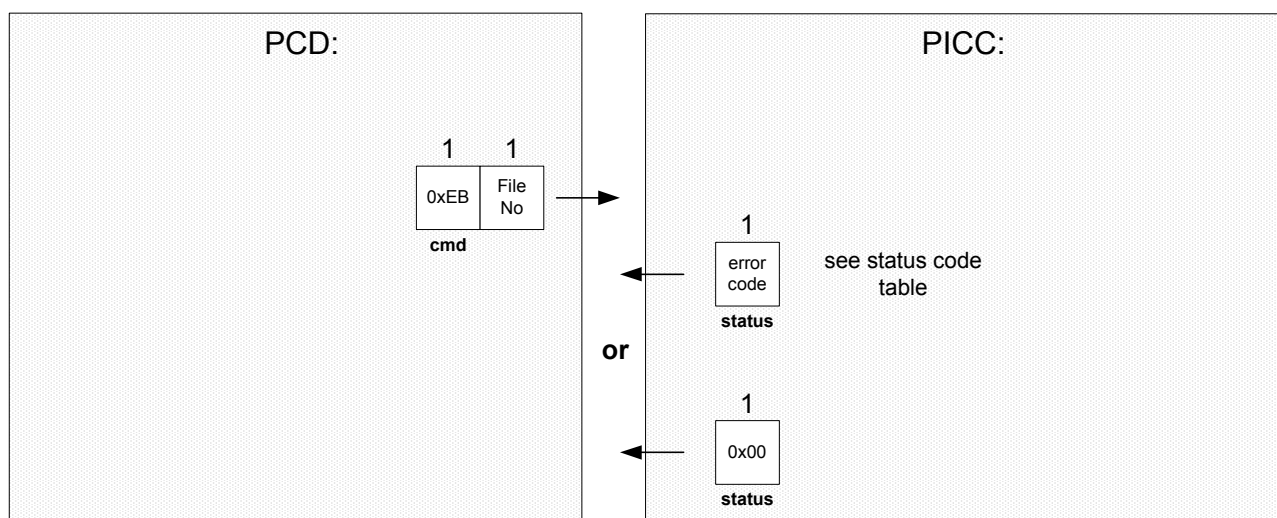 PCD:
PICC:
1 1
0xEB
File
No
cmd
1
error
code
see status code
table
status
or
1
0x00
status